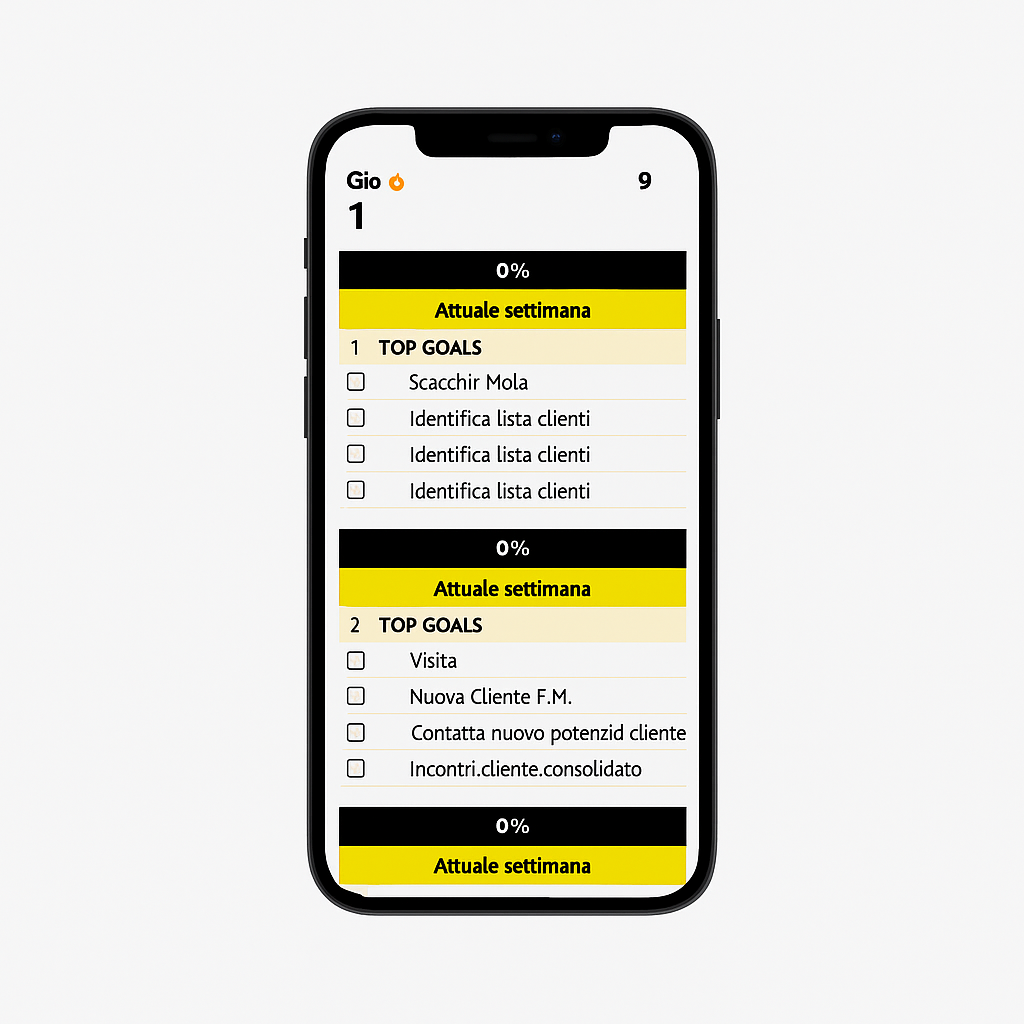 Gio 9
1
0%
Attuale settimana
1 TOP GOALS
Scacchir Mola
Identifica lista clienti
Identifica lista clienti
Identifica lista clienti
0%
Attuale settimana
2 TOP GOALS
Visita
Nuova Cliente F.M.
Contatta nuovo potenzid cliente
Incontri.cliente.consolidato
0%
Attuale settimana